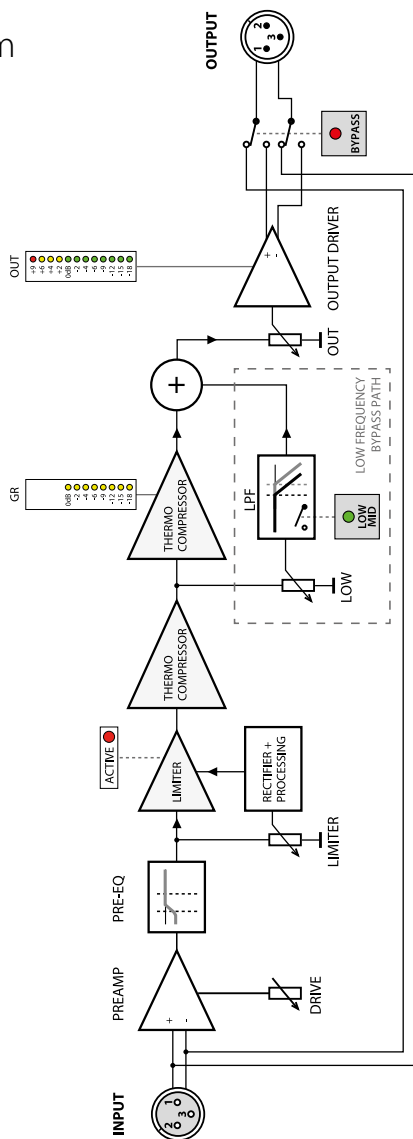 m
INPUT
2
1
3
+
-
PREAMP
DRIVE
PRE-EQ
ACTIVE
LIMITER
LIMITER
RECTIFIER +
PROCESSING
THERMO
COMPRESSOR
THERMO
COMPRESSOR
GR
0dB -2 -4 -6 -9 -12 -15 -18
LOW
LPF
LOW
MID
LOW FREQUENCY
BYPASS PATH
+
OUT
OUT
+9 +6 +4 +2 0dB -2 -4 -6 -9 -12 -15 -18
+
-
OUTPUT DRIVER
BYPASS
OUTPUT
1
2
3